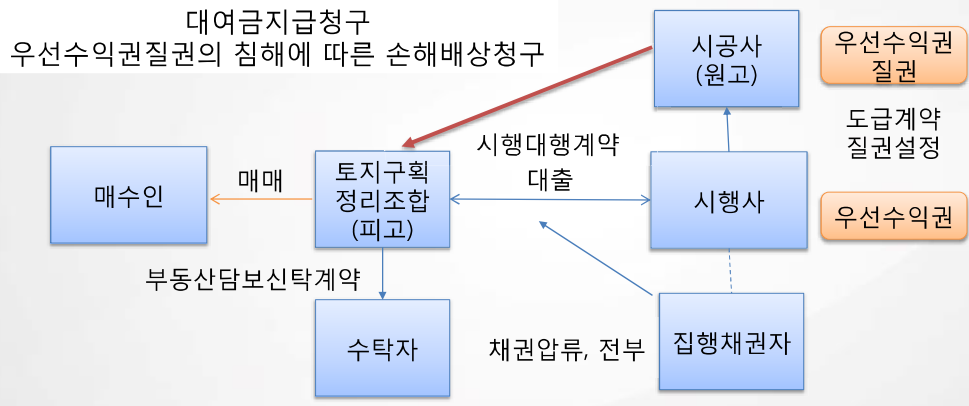 대여금지급청구
우선수익권질권의 침해에 따른 손해배상청구
시공사
(원고)
우선수익권
질권
도급계약
질권설정
시행대행계약
대출
매수인
매매
토지구획
정리조합
(피고)
시행사
우선수익권
부동산담보신탁계약
수탁자
채권압류, 전부
집행채권자